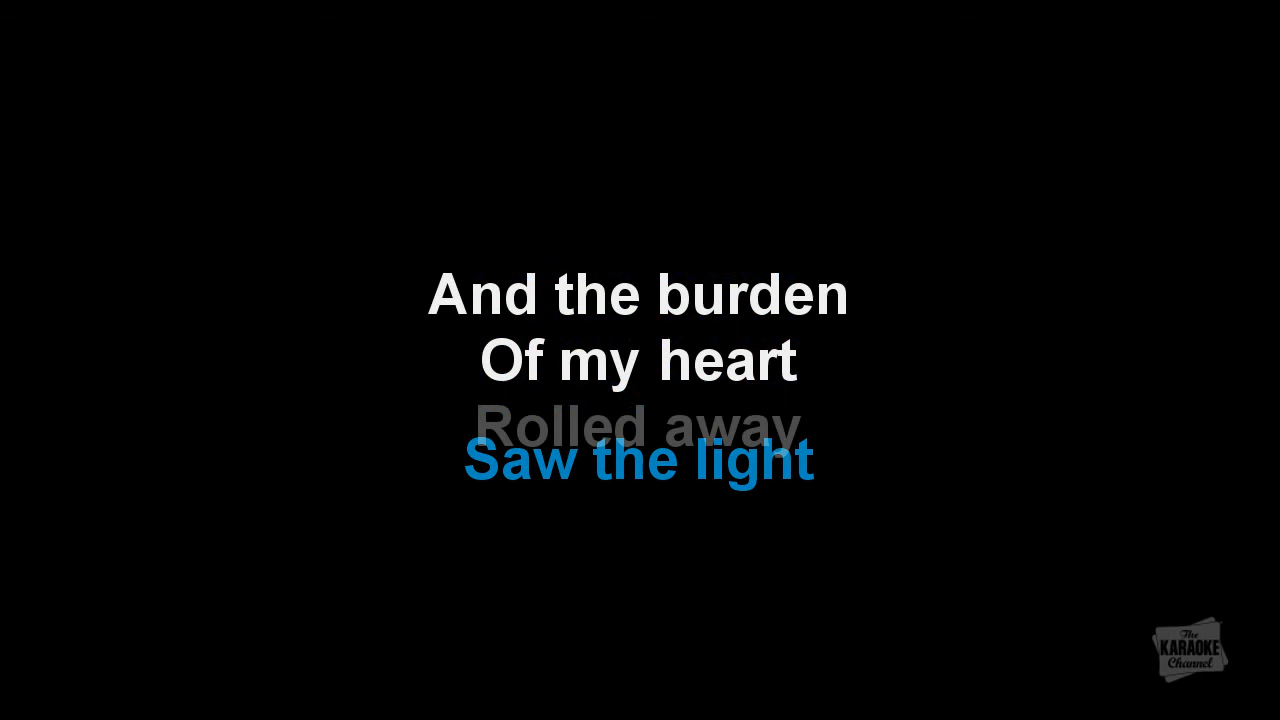 And the burden
Of my heart
Rolled away
Saw the light
The
KARAOKE
Channel